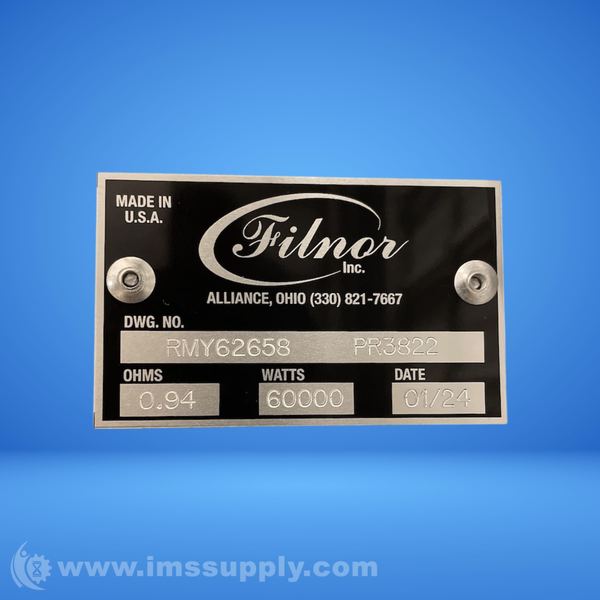 MADE IN
U.S.A.
Filnor
Inc.
ALLIANCE, OHIO (330) 821-7667
DWG. NO.
RMY62658 PR3822
OHMS WATTS DATE
0.94 60000 01/24
www.imssupply.com